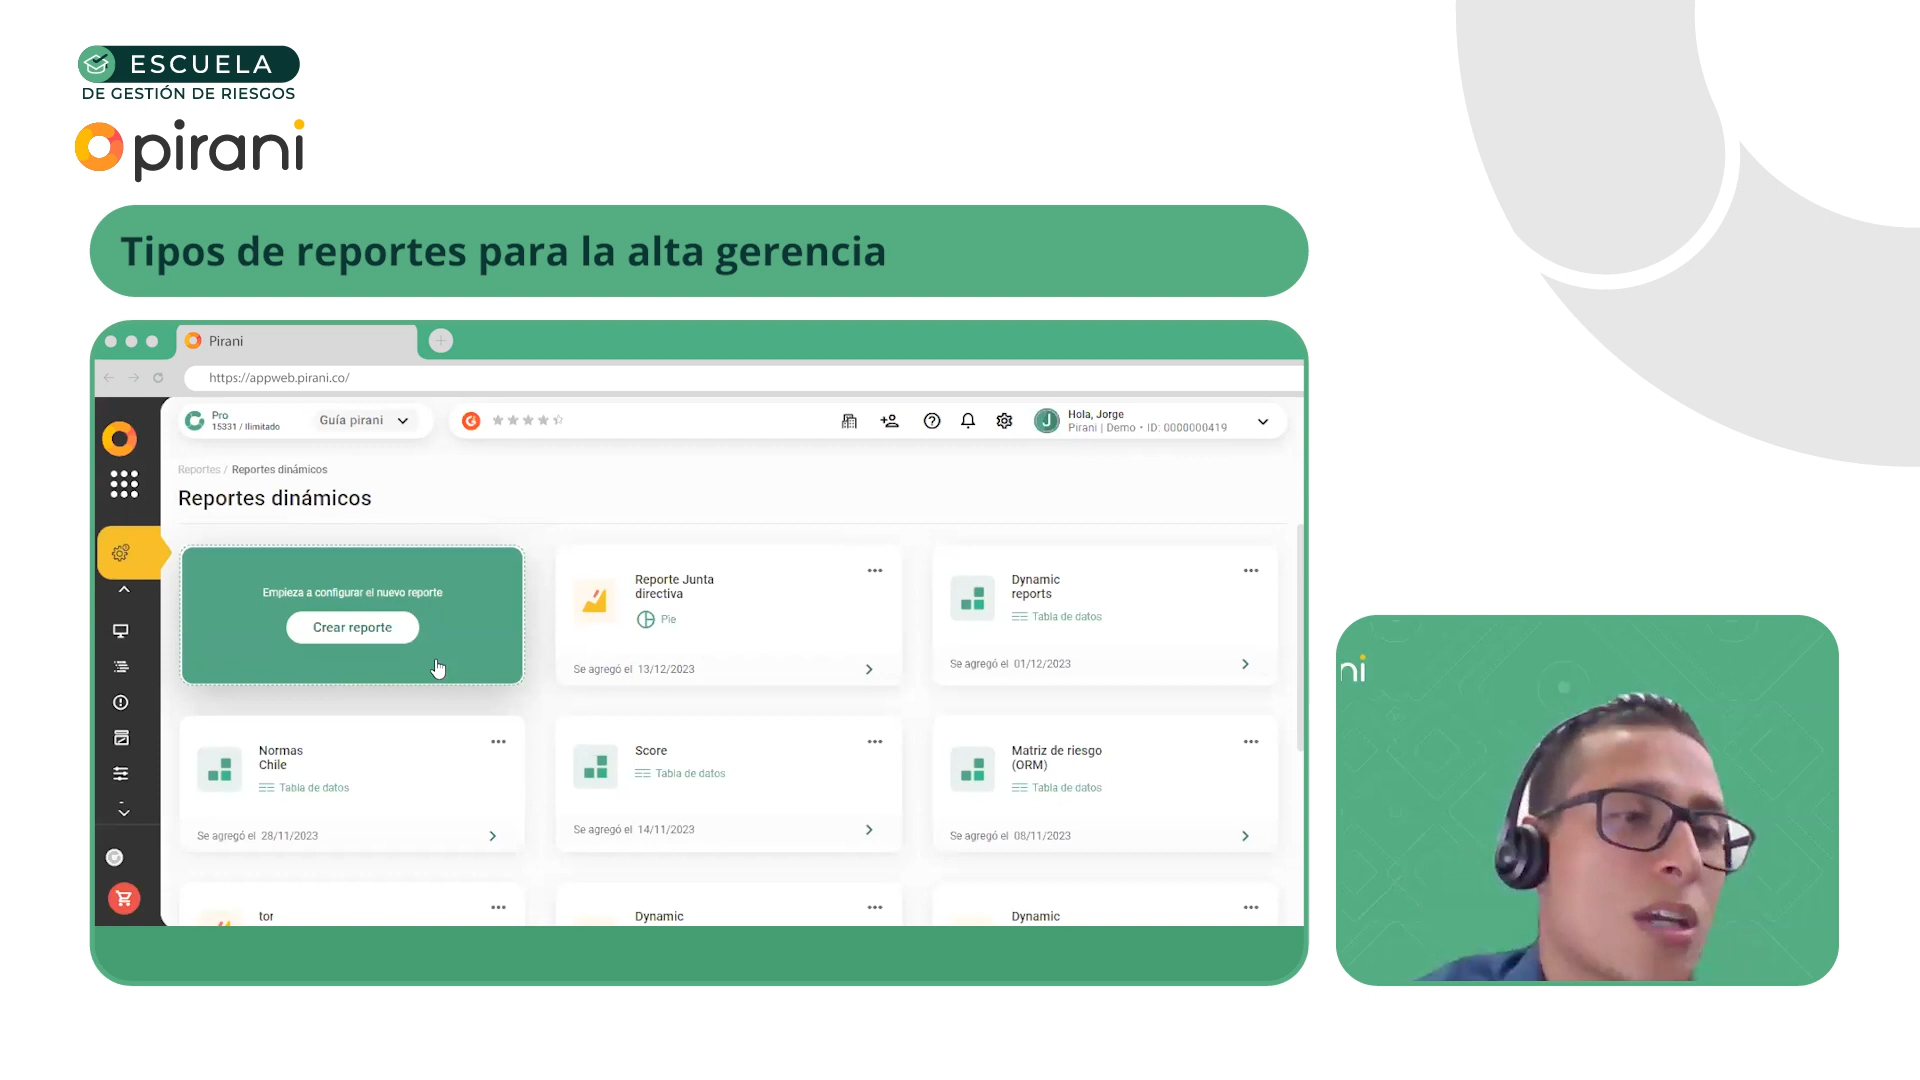 ESCUELA
DE GESTIÓN DE RIESGOS
pirani
Tipos de reportes para la alta gerencia
Pirani
https://appweb.pirani.co/
Pro
15331 / Ilimitado
Guía pirani
Hola, Jorge
Pirani | Demo • ID: 0000000419
Reportes / Reportes dinámicos
Reportes dinámicos
Empieza a configurar el nuevo reporte
Crear reporte
Reporte Junta
directiva
Pie
Se agregó el 13/12/2023
Dynamic
reports
Tabla de datos
Se agregó el 01/12/2023
Normas
Chile
Tabla de datos
Se agregó el 28/11/2023
Score
Tabla de datos
Se agregó el 14/11/2023
Matriz de riesgo
(ORM)
Tabla de datos
Se agregó el 08/11/2023
tor
Dynamic
Dynamic
J
G
ni